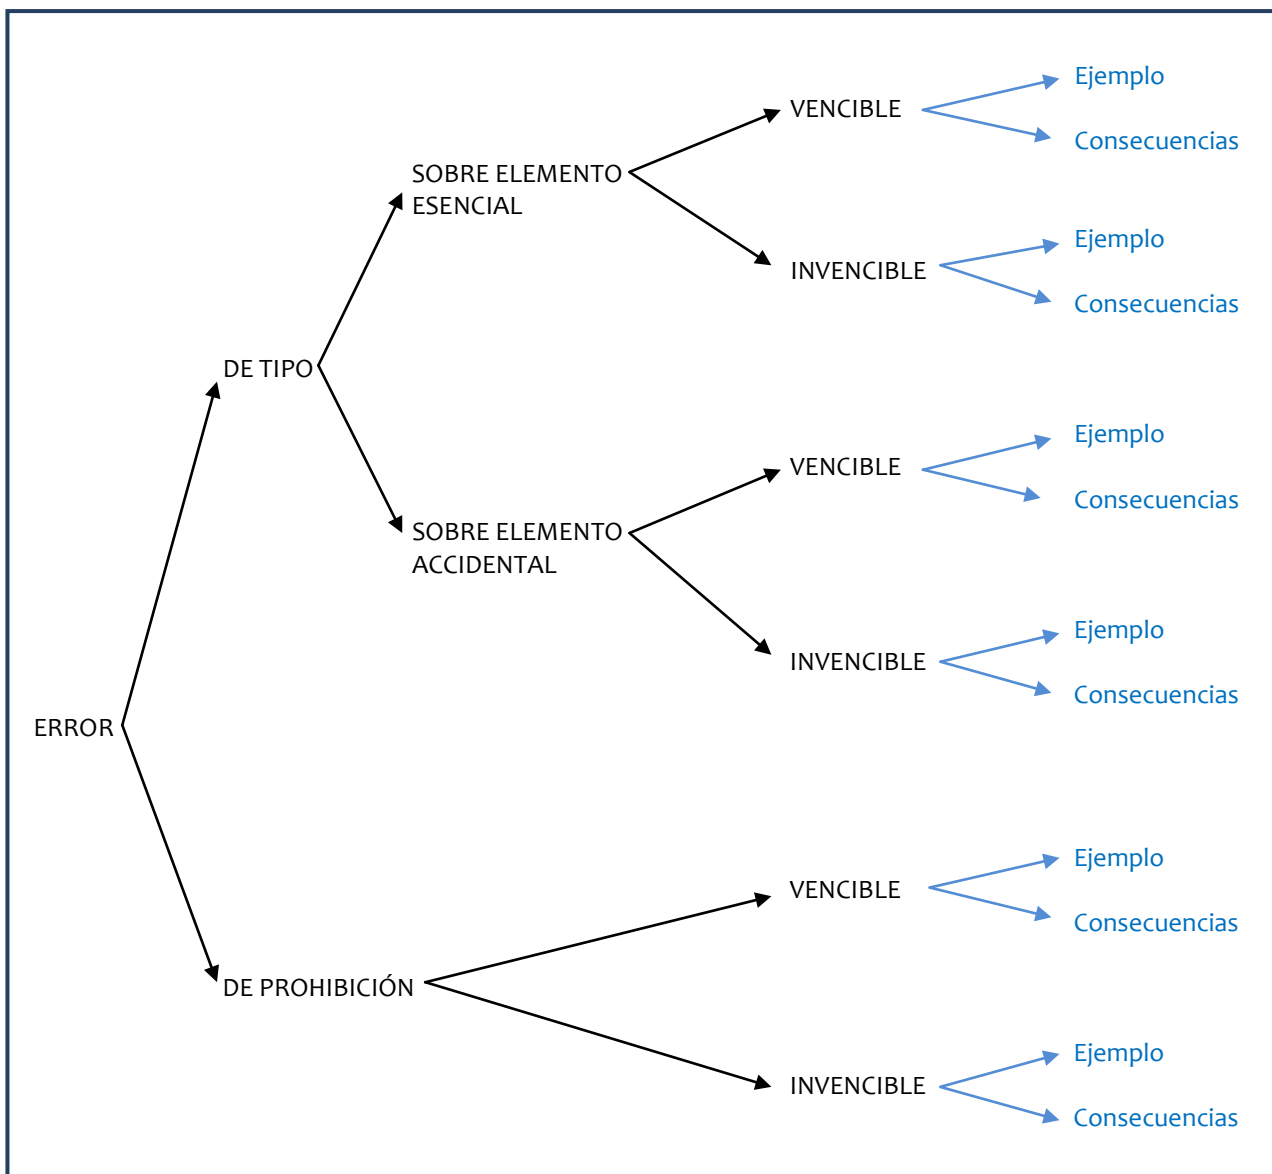 Ejemplo
VENCIBLE
Consecuencias
SOBRE ELEMENTO
ESENCIAL
Ejemplo
INVENCIBLE
Consecuencias
DE TIPO
Ejemplo
VENCIBLE
Consecuencias
SOBRE ELEMENTO
ACCIDENTAL
Ejemplo
INVENCIBLE
Consecuencias
ERROR
Ejemplo
VENCIBLE
Consecuencias
DE PROHIBICIÓN
Ejemplo
INVENCIBLE
Consecuencias